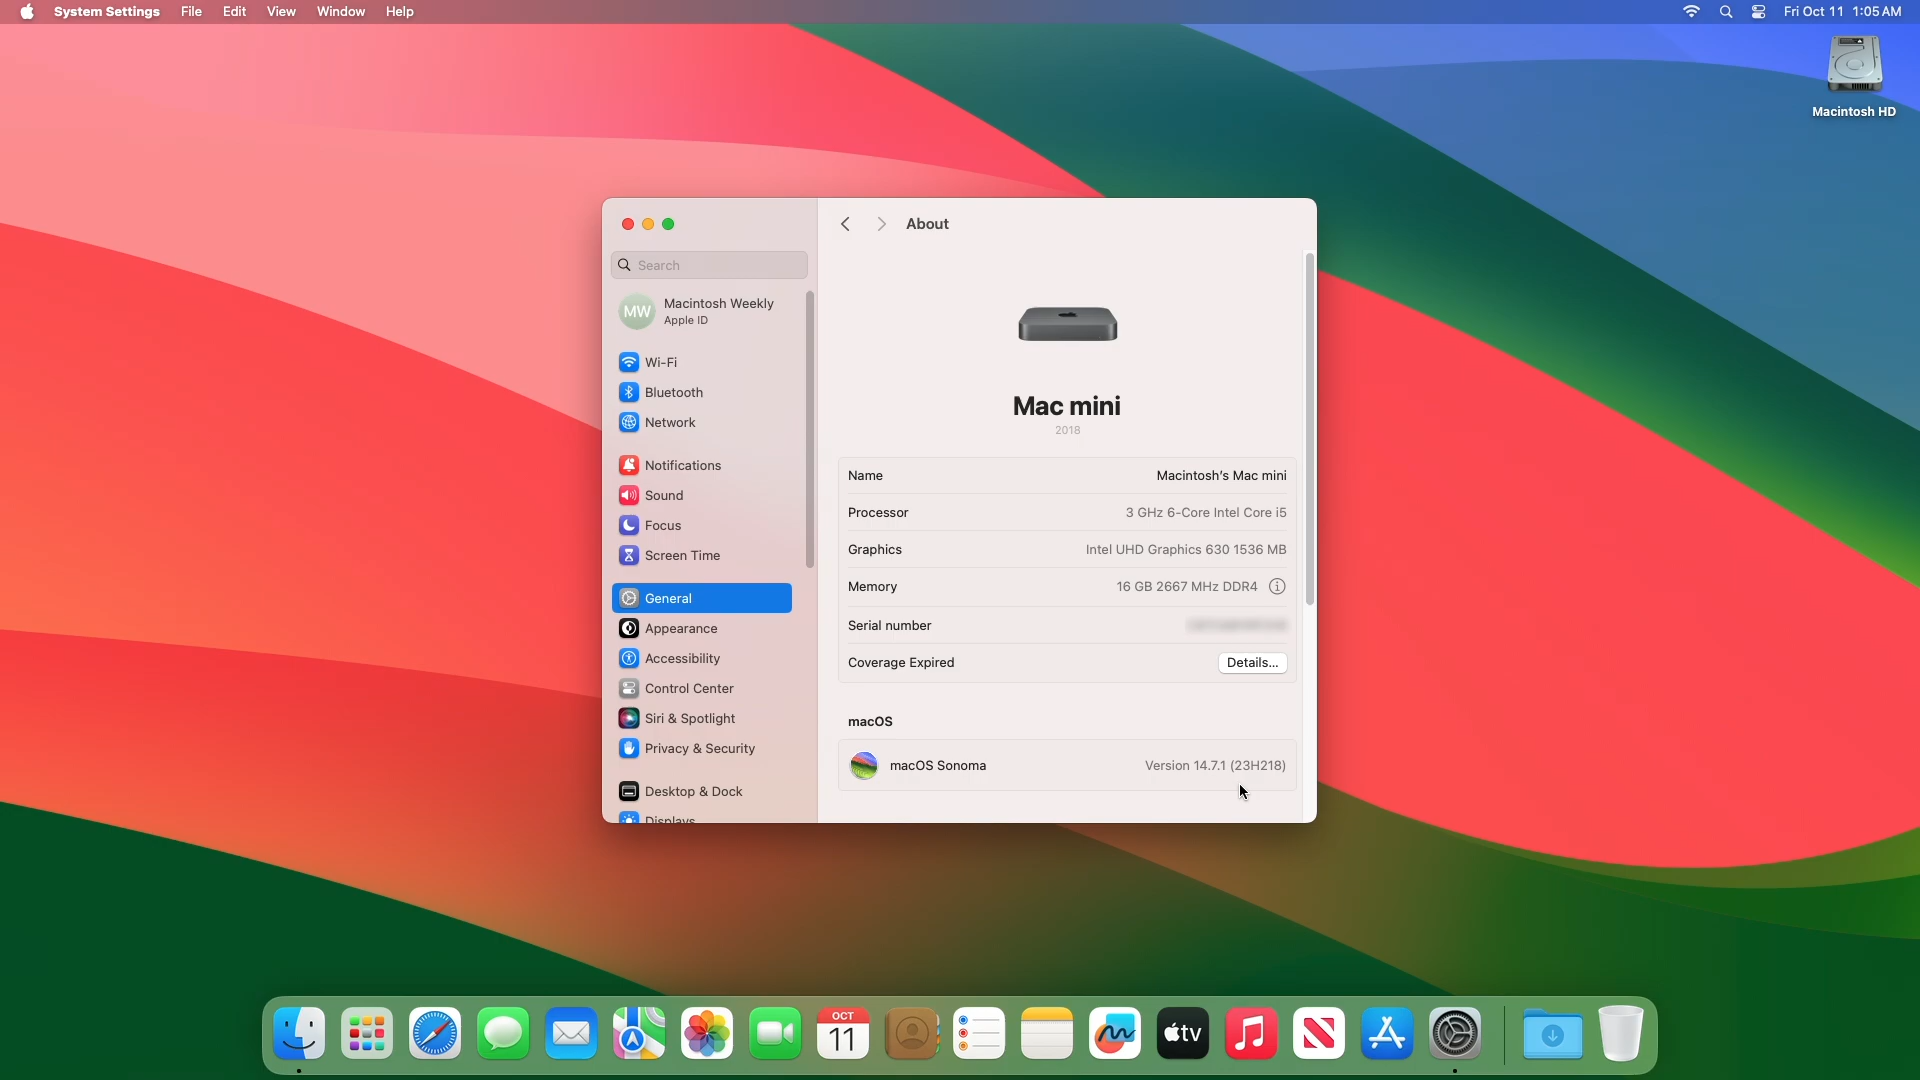 System Settings File Edit View Window Help Fri Oct 11 1:05 AM
Macintosh HD
About
Search
MW
Macintosh Weekly
Apple ID
Wi-Fi
Bluetooth
Network
Notifications
Sound
Focus
Screen Time
General
Appearance
Accessibility
Control Center
Siri & Spotlight
Privacy & Security
Desktop & Dock
Displays
Mac mini
2018
Name Macintosh's Mac mini
Processor 3 GHz 6-Core Intel Core i5
Graphics Intel UHD Graphics 630 1536 MB
Memory 16 GB 2667 MHz DDR4
Serial number
Coverage Expired Details...
macOS
macOS Sonoma Version 14.7.1 (23H218)
OCT
11
tv